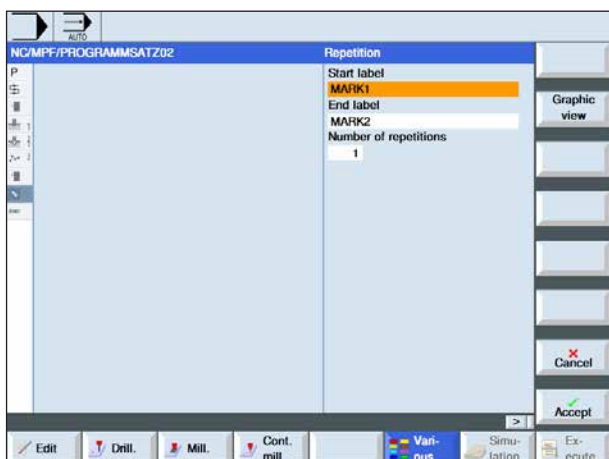 AUTO
NC/MPF/PROGRAMMSATZ02
Repetition
P
Start label
MARK1
End label
MARK2
Number of repetitions
1
Graphic
view
Cancel
Accept
>
Edit
Drill.
Mill.
Cont.
mill.
Vari-
ous
Simu-
lation
Ex-
ecute